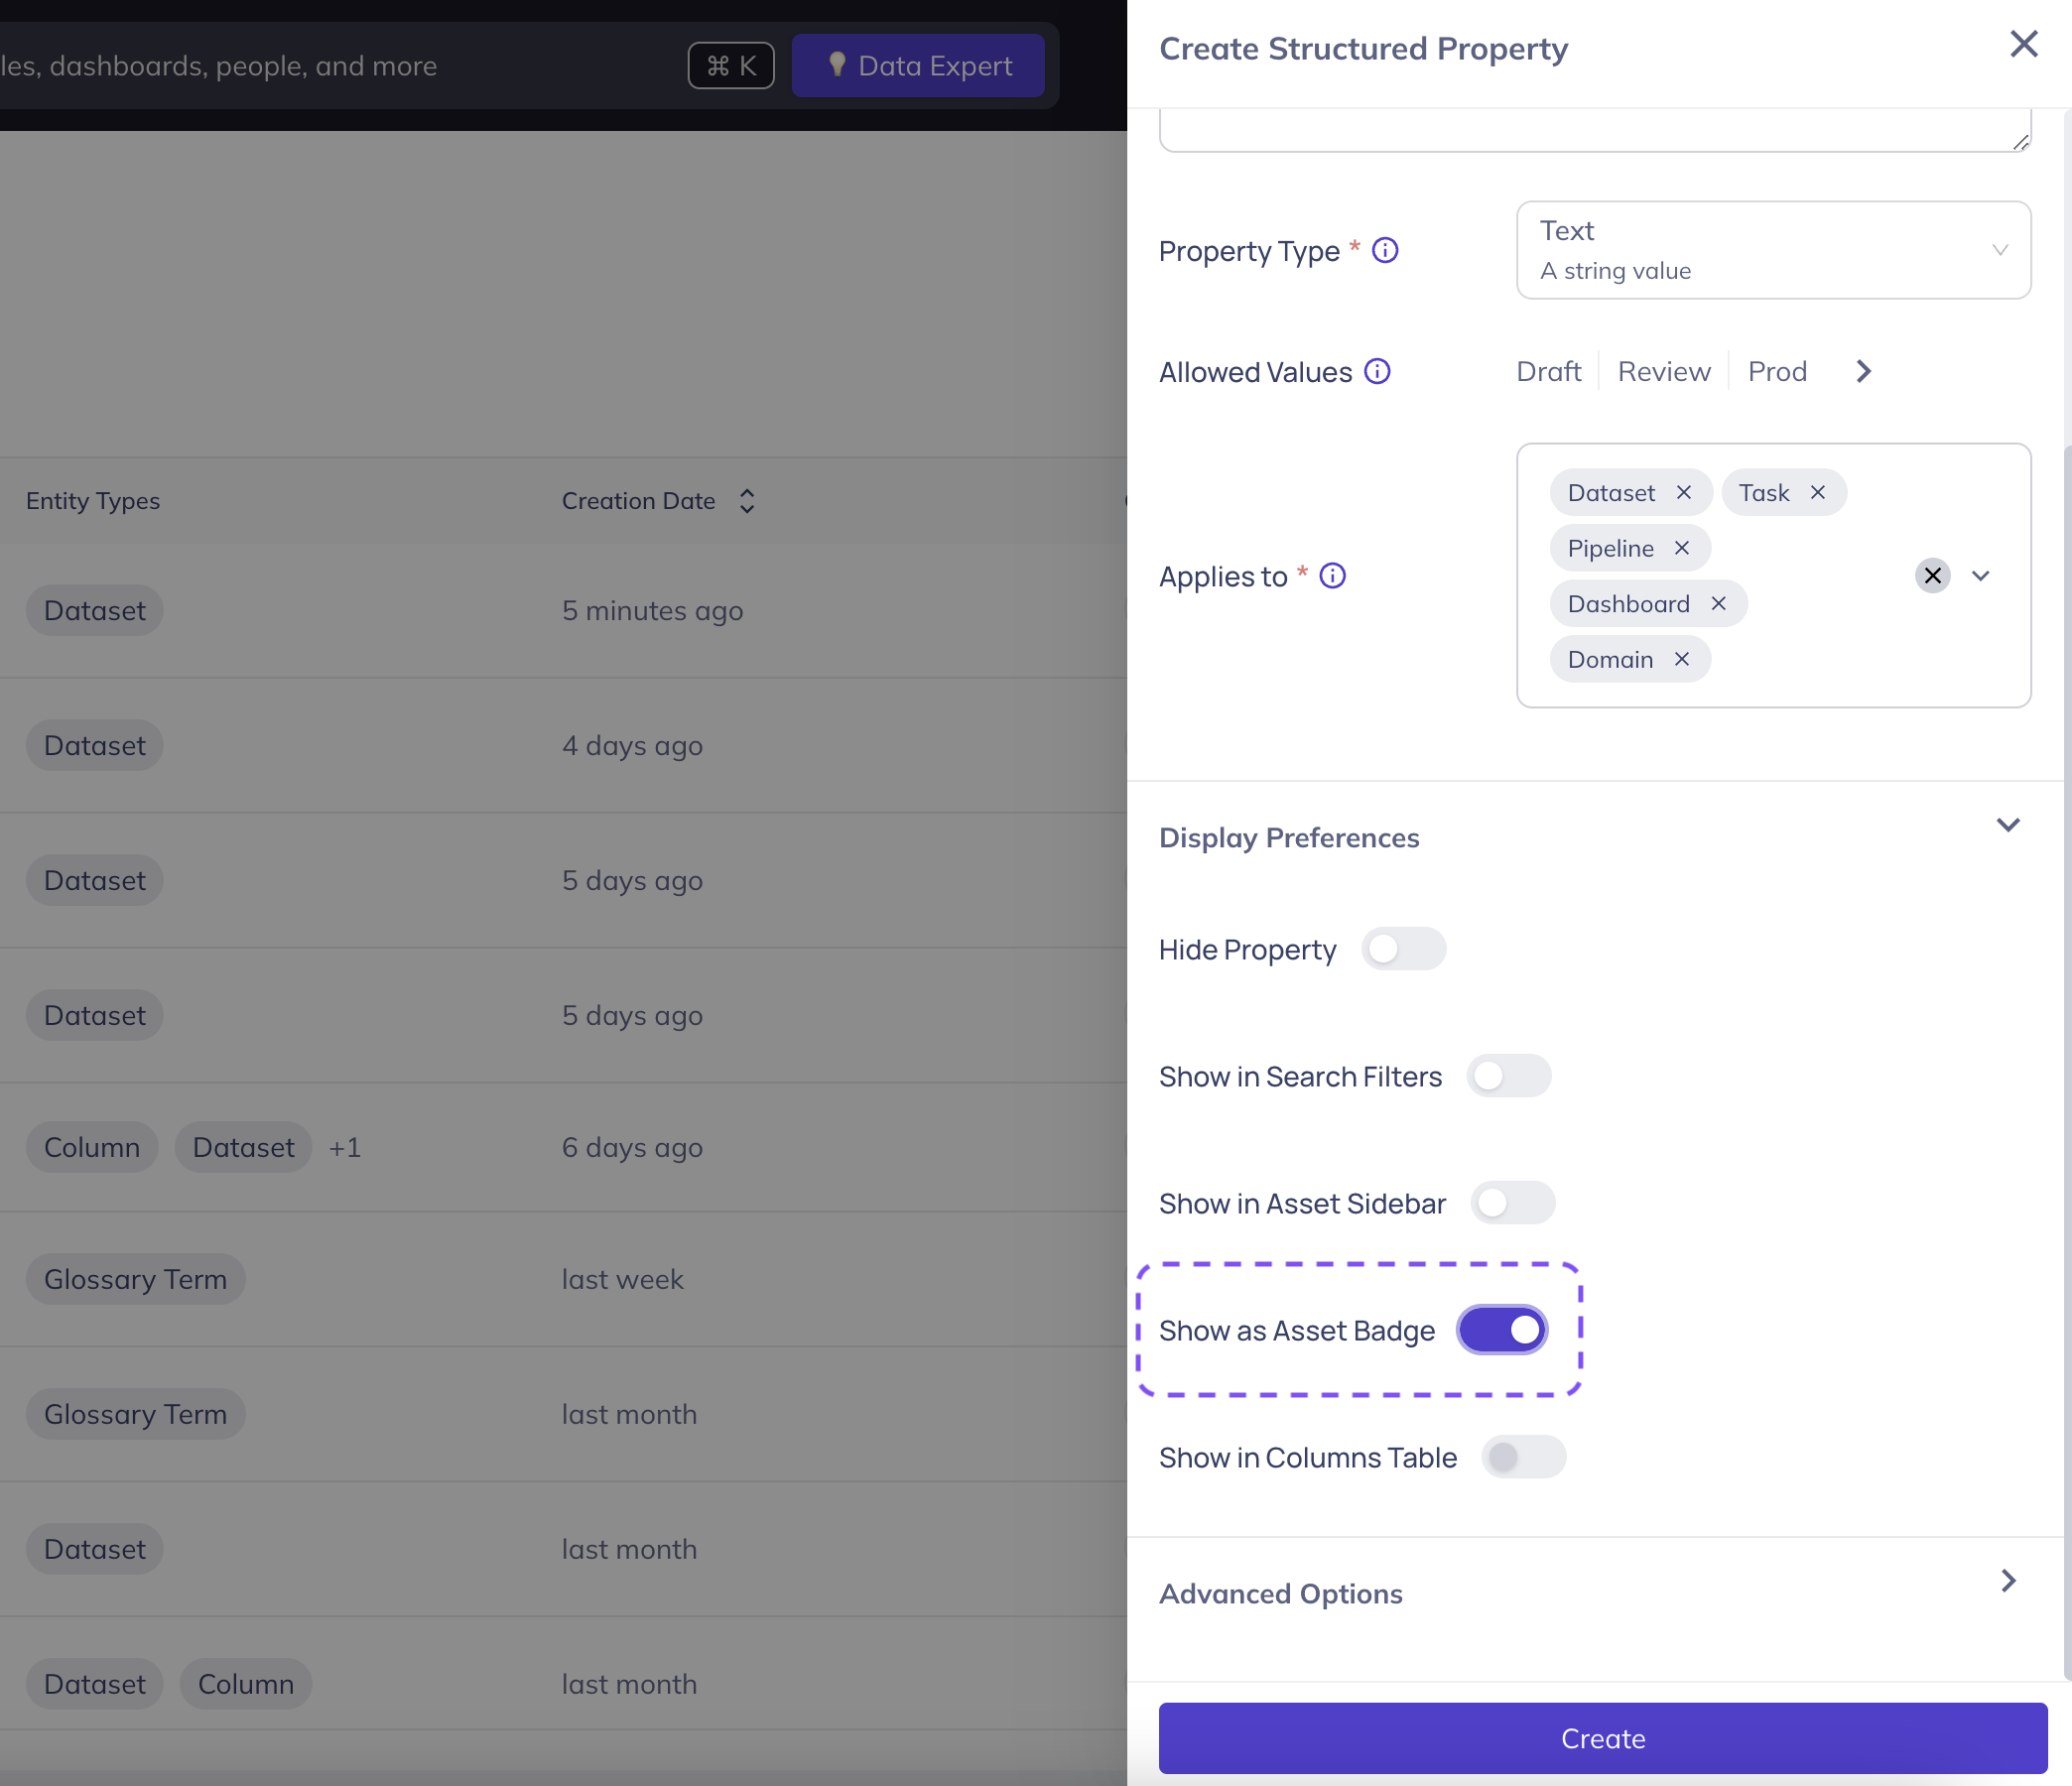 les, dashboards, people, and more
⌘ K
Data Expert
Entity Types
Creation Date
Dataset
5 minutes ago
Dataset
4 days ago
Dataset
5 days ago
Dataset
5 days ago
Column Dataset +1
6 days ago
Glossary Term
last week
Glossary Term
last month
Dataset
last month
Dataset Column
last month
Create Structured Property
Property Type *
Text
A string value
Allowed Values
Draft Review Prod
Applies to *
Dataset Task
Pipeline
Dashboard
Domain
Display Preferences
Hide Property
Show in Search Filters
Show in Asset Sidebar
Show as Asset Badge
Show in Columns Table
Advanced Options
Create